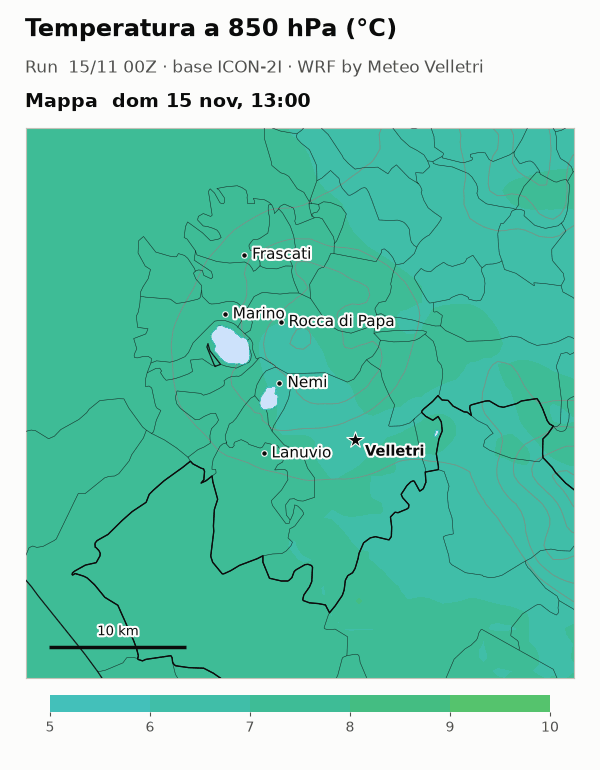 Temperatura a 850 hPa (°C)
Run  15/11 00Z · base ICON-2I · WRF by Meteo Velletri
Mappa  dom 15 nov, 13:00
Frascati
Marino
Rocca di Papa
Nemi
Velletri
Lanuvio
10 km
5 6 7 8 9 10